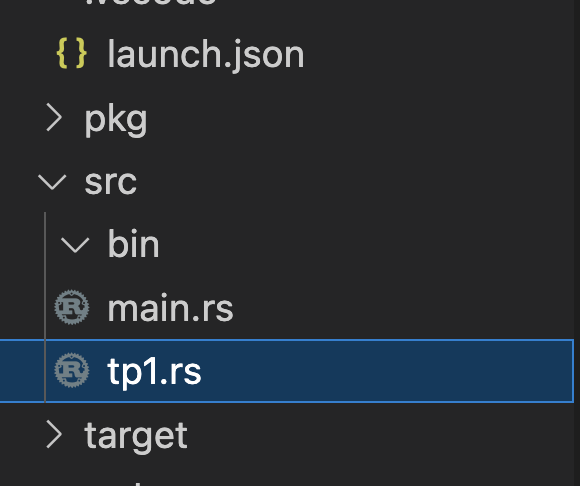 launch.json
pkg
src
bin
main.rs
tp1.rs
target